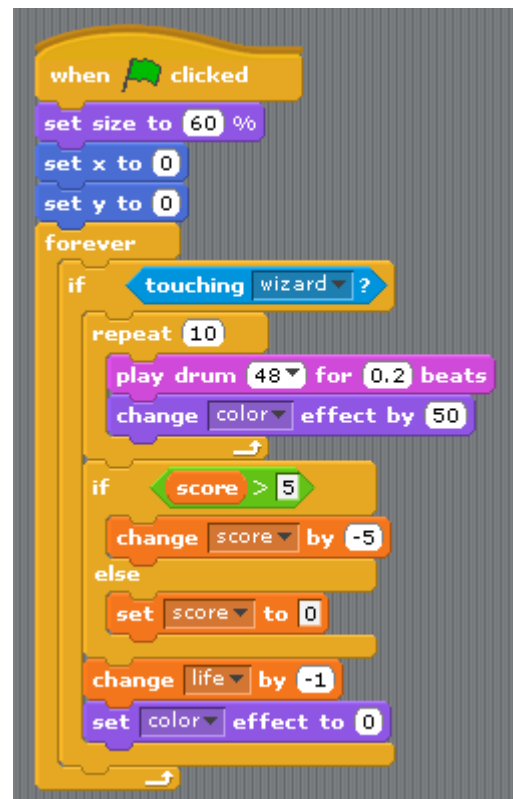 when clicked
set size to 60 %
set x to 0
set y to 0
forever
if touching wizard ?
repeat 10
play drum 48 for 0.2 beats
change color effect by 50
if score > 5
change score by -5
else
set score to 0
change life by -1
set color effect to 0